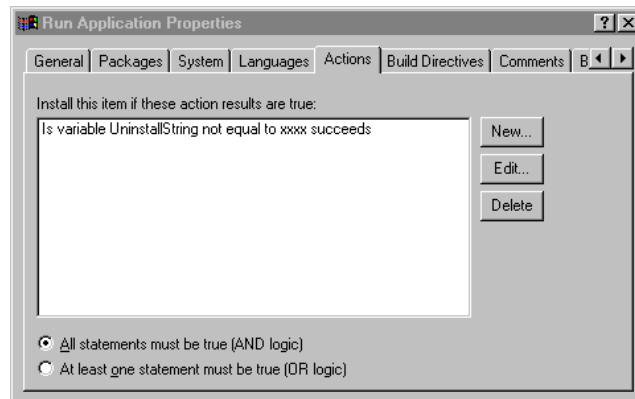 Run Application Properties
General Packages System Languages Actions Build Directives Comments B
Install this item if these action results are true:
Is variable UninstallString not equal to xxxx succeeds
New...
Edit...
Delete
All statements must be true (AND logic)
At least one statement must be true (OR logic)